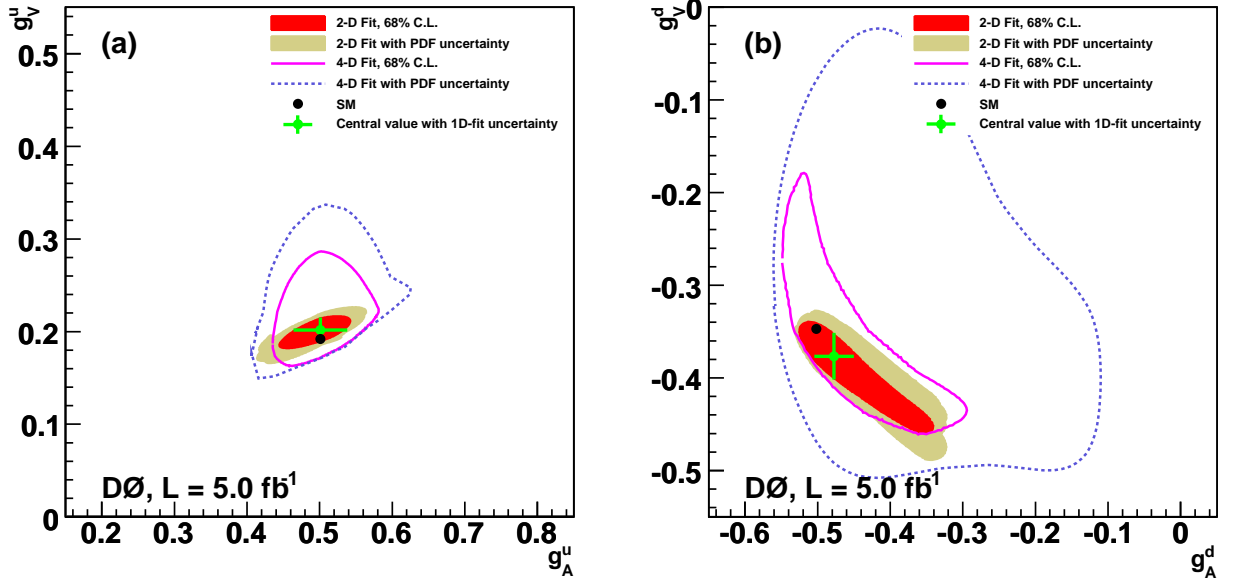 g_V^u
0.5
0.4
0.3
0.2
0.1
0
(a)
2-D Fit, 68% C.L.
2-D Fit with PDF uncertainty
4-D Fit, 68% C.L.
4-D Fit with PDF uncertainty
SM
Central value with 1D-fit uncertainty
DØ, L = 5.0 fb^-1
0.2 0.3 0.4 0.5 0.6 0.7 0.8
g_A^u
g_V^d
-0
-0.1
-0.2
-0.3
-0.4
-0.5
(b)
2-D Fit, 68% C.L.
2-D Fit with PDF uncertainty
4-D Fit, 68% C.L.
4-D Fit with PDF uncertainty
SM
Central value with 1D-fit uncertainty
DØ, L = 5.0 fb^-1
-0.6 -0.5 -0.4 -0.3 -0.2 -0.1 0
g_A^d